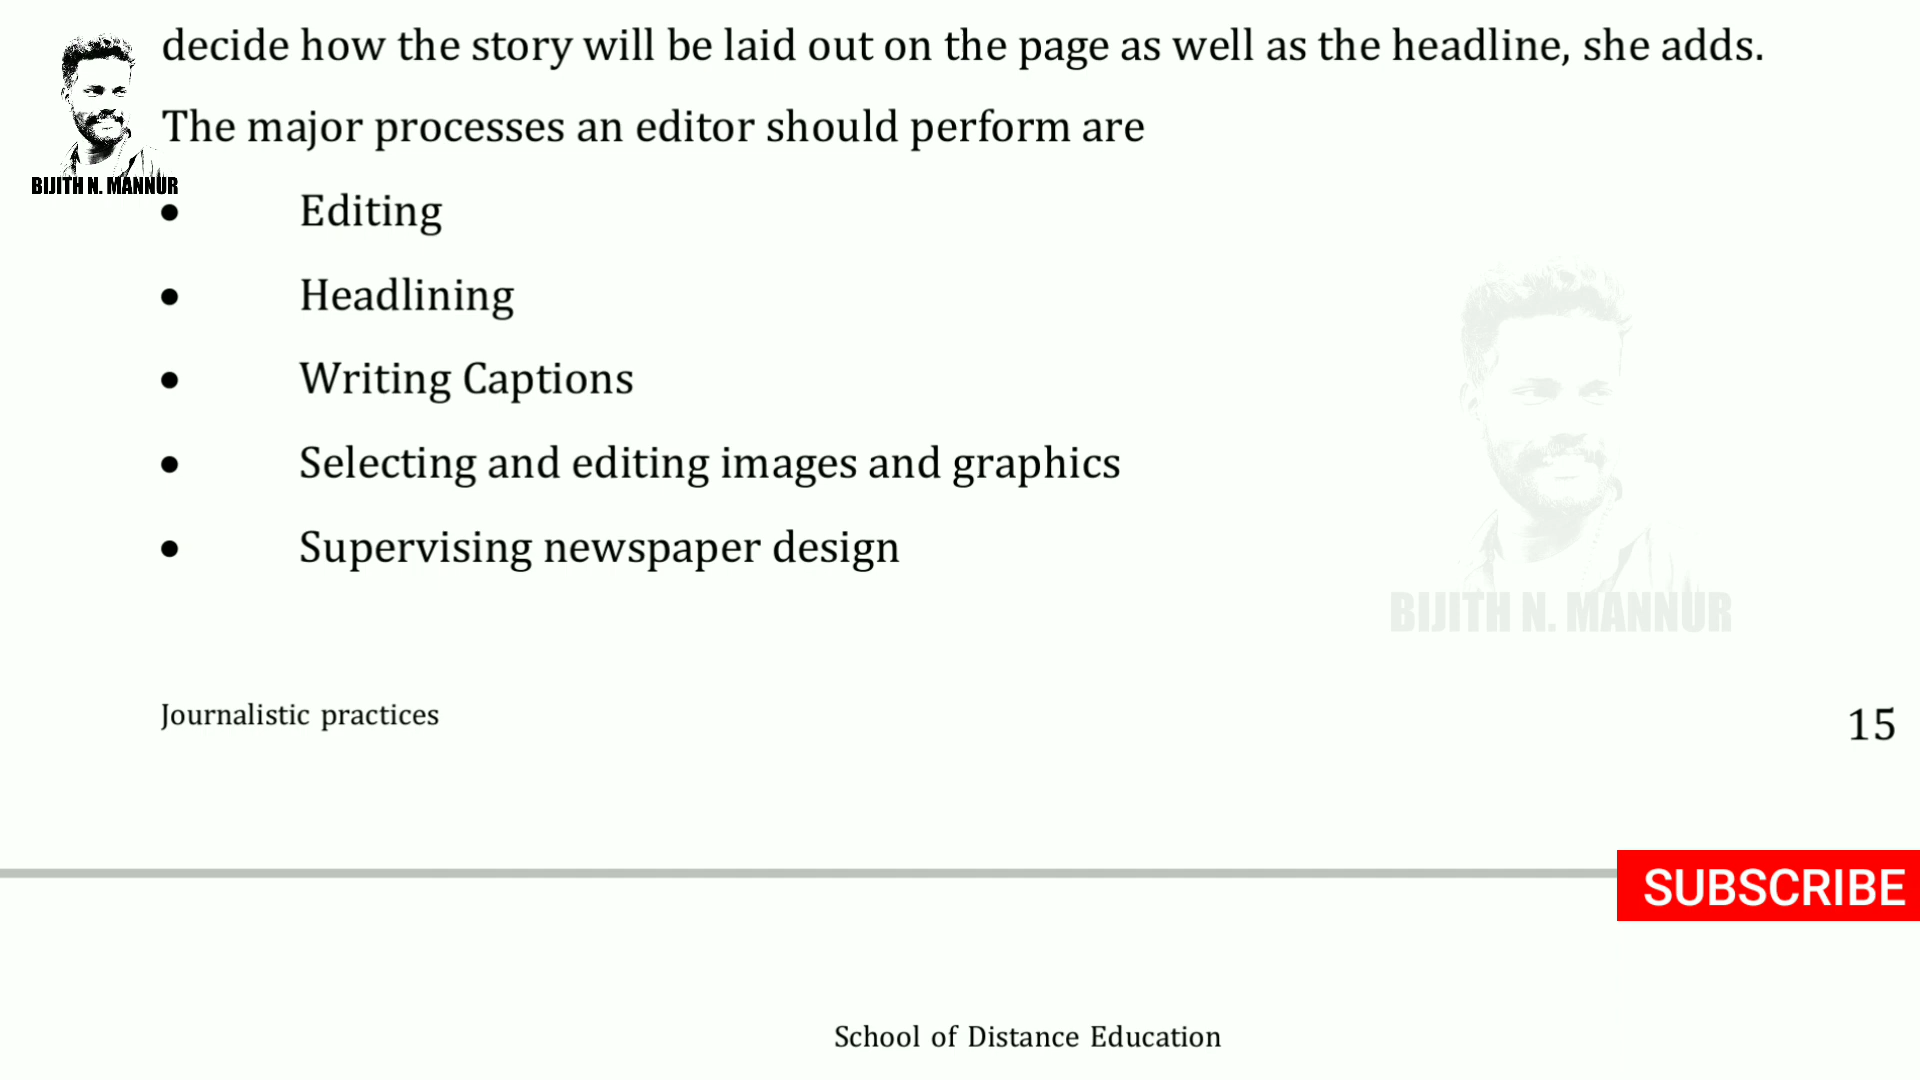 decide how the story will be laid out on the page as well as the headline, she adds.
The major processes an editor should perform are
BIJITH N. MANNUR
• Editing
• Headlining
• Writing Captions
• Selecting and editing images and graphics
• Supervising newspaper design
BIJITH N. MANNUR
Journalistic practices
15
SUBSCRIBE
School of Distance Education